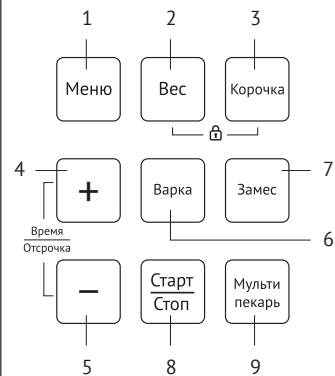 1 2 3
Меню Вес Корочка
4 + Варка Замес 7
6
Время
Отсрочка
− Старт
Стоп Мульти
пекарь
5 8 9